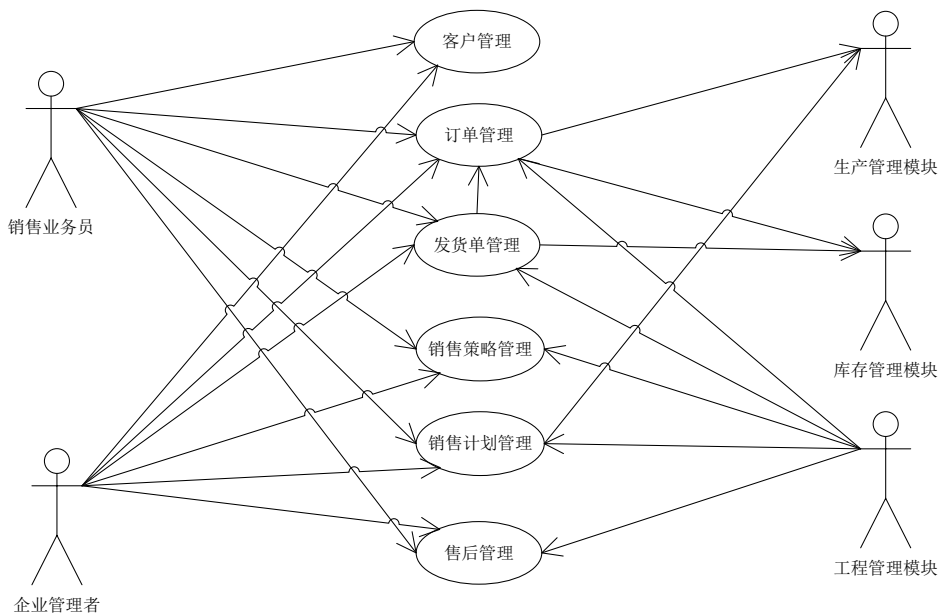 客户管理
订单管理
生产管理模块
销售业务员
发货单管理
销售策略管理
库存管理模块
销售计划管理
售后管理
工程管理模块
企业管理者